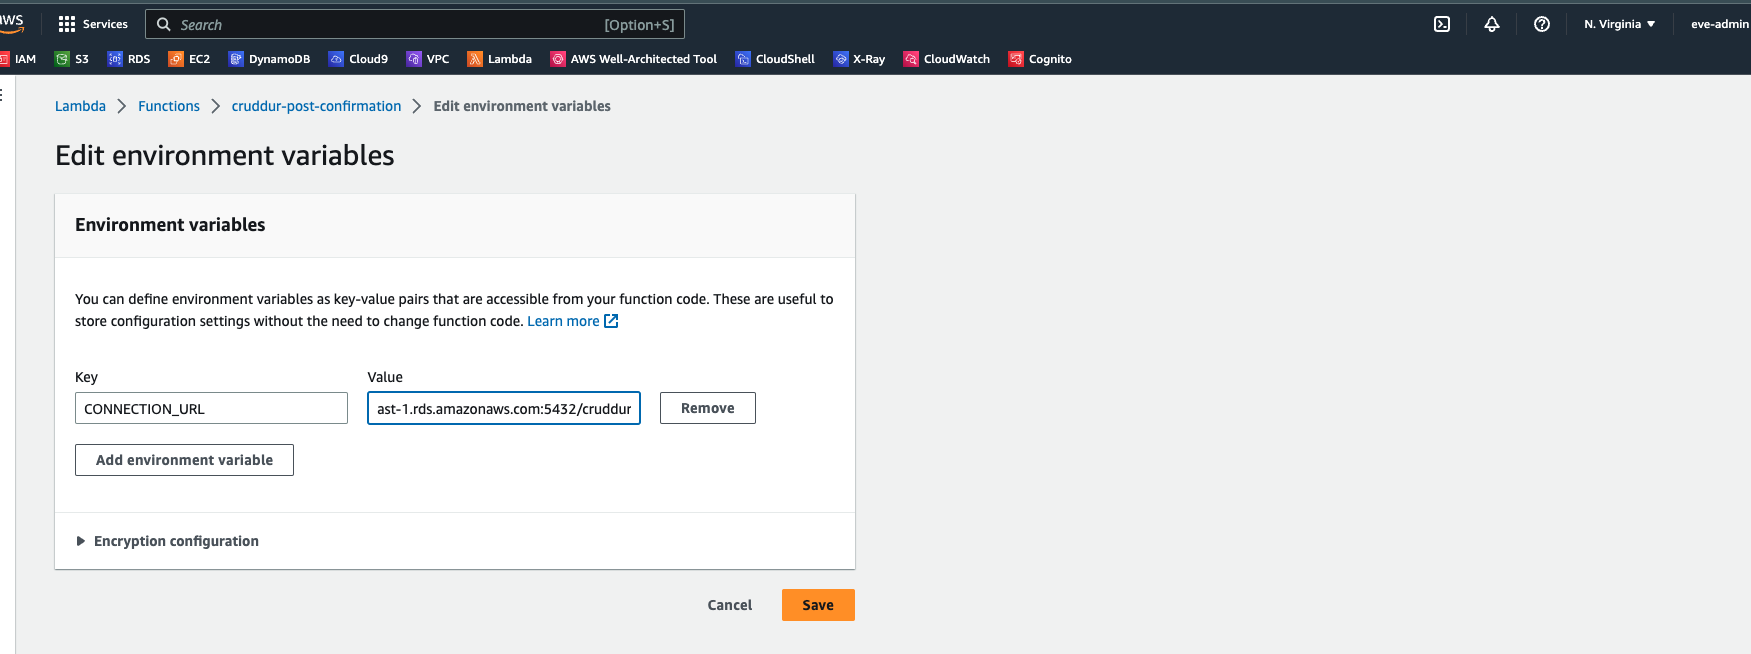 aws Services Search [Option+S] N. Virginia eve-admin
IAM S3 RDS EC2 DynamoDB Cloud9 VPC Lambda AWS Well-Architected Tool CloudShell X-Ray CloudWatch Cognito
Lambda Functions cruddur-post-confirmation Edit environment variables
Edit environment variables
Environment variables
You can define environment variables as key-value pairs that are accessible from your function code. These are useful to
store configuration settings without the need to change function code. Learn more
Key Value
CONNECTION_URL ast-1.rds.amazonaws.com:5432/cruddur Remove
Add environment variable
Encryption configuration
Cancel Save